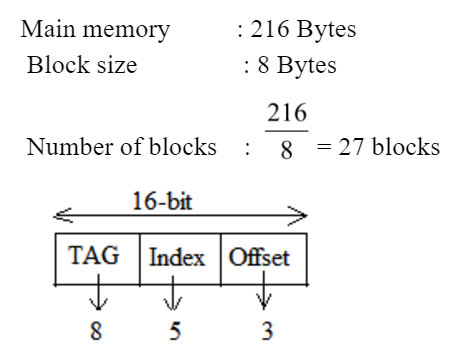 Main memory : 216 Bytes
Block size : 8 Bytes
Number of blocks : 216/8 = 27 blocks
16-bit
TAG Index Offset
8 5 3